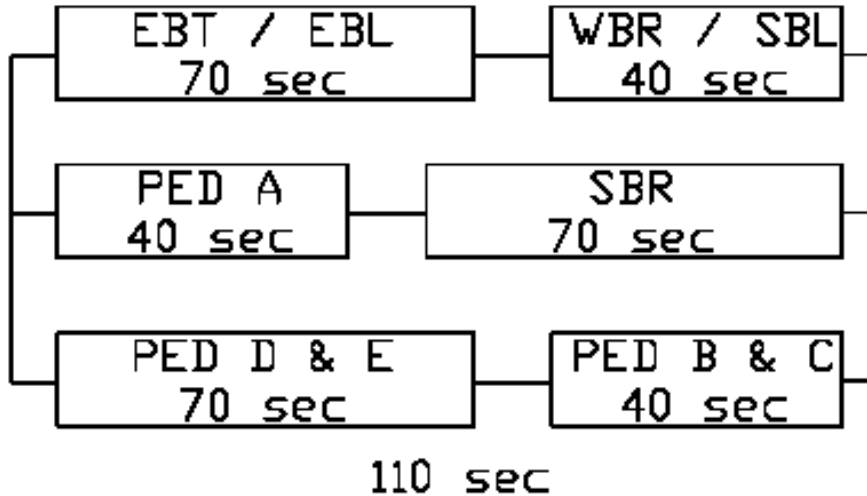 EBT / EBL
70 sec
WBR / SBL
40 sec
PED A
40 sec
SBR
70 sec
PED D & E
70 sec
PED B & C
40 sec
110 sec